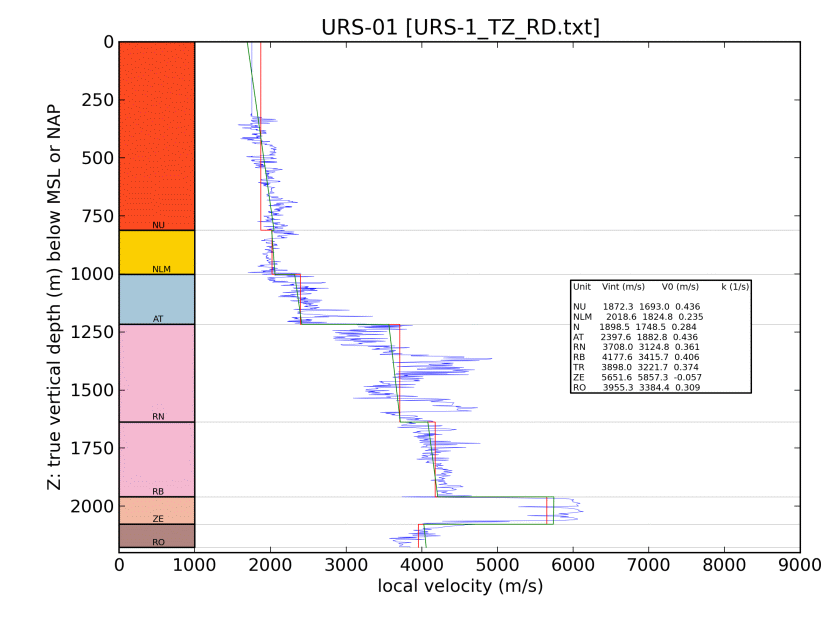 URS-01 [URS-1_TZ_RD.txt]
0
250
500
750
1000
1250
1500
1750
2000
Z: true vertical depth (m) below MSL or NAP
NU
NLM
AT
RN
RB
ZE
RO
Unit Vint (m/s) V0 (m/s) k (1/s)
NU 1872.3 1693.0 0.436
NLM 2018.6 1824.8 0.235
N 1898.5 1748.5 0.284
AT 2397.6 1882.8 0.436
RN 3708.0 3124.8 0.361
RB 4177.6 3415.7 0.406
TR 3898.0 3221.7 0.374
ZE 5651.6 5857.3 -0.057
RO 3955.3 3384.4 0.309
0 1000 2000 3000 4000 5000 6000 7000 8000 9000
local velocity (m/s)